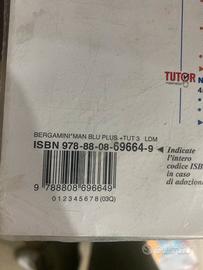 TUTOR
BERGAMINI*MAN BLU PLUS.+TUT 3. LDM
ISBN 978-88-08-69664-9
Indicate
l'intero
codice ISB
in caso
di adozion
9 788808 696649
012345678 (03Q)